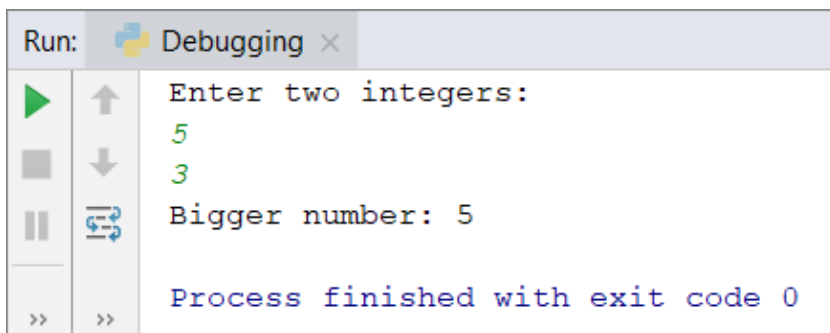 Run: Debugging ×
Enter two integers:
5
3
Bigger number: 5
Process finished with exit code 0